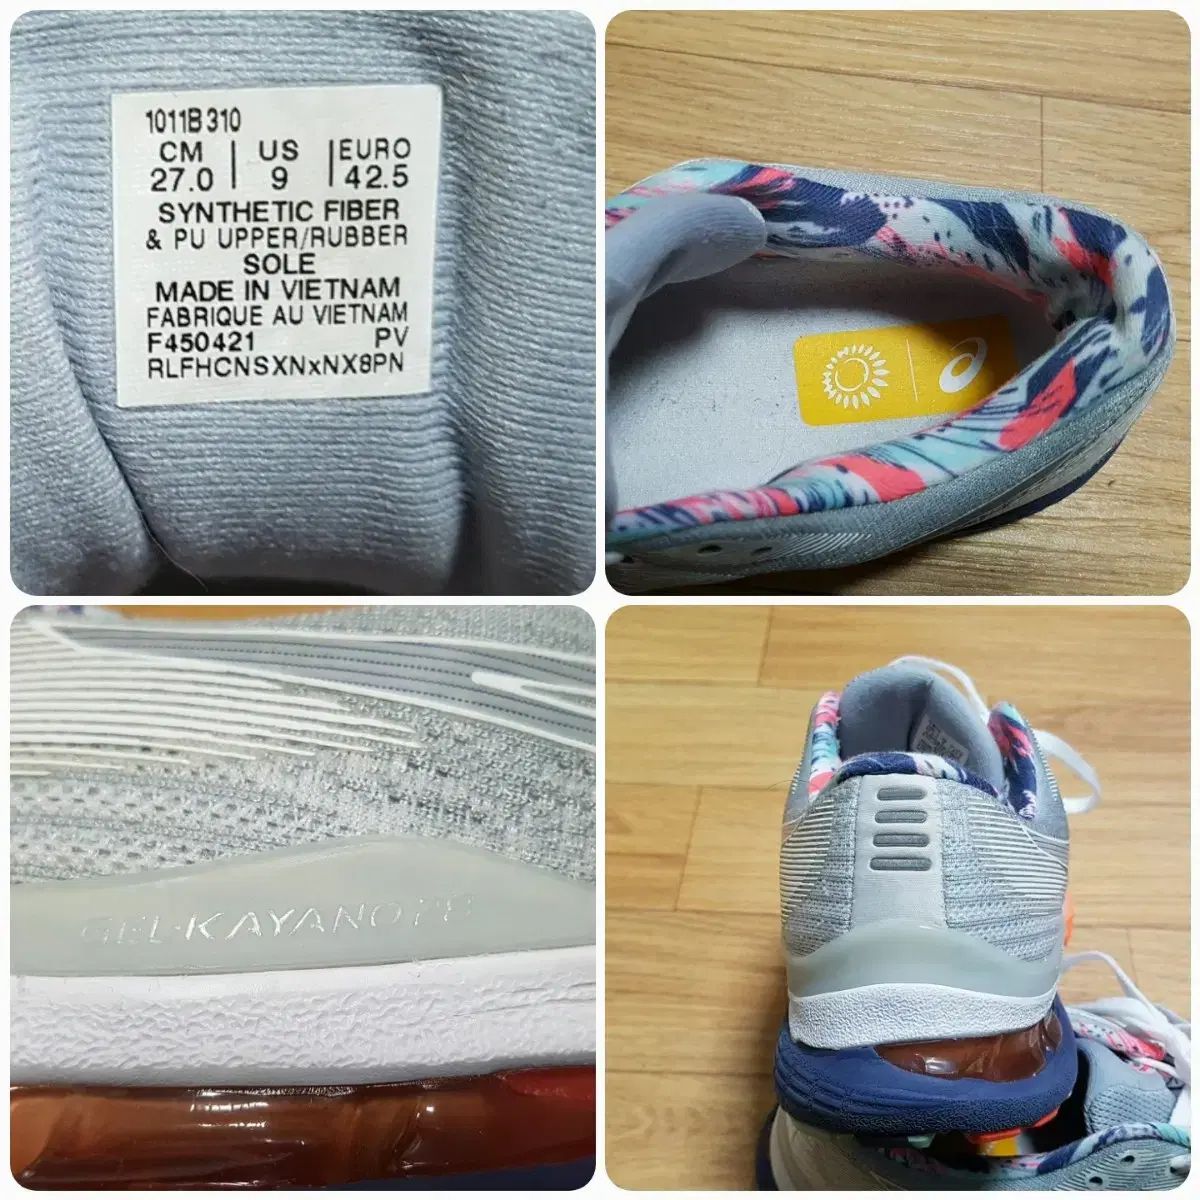 1011B310
CM | US | EURO
27.0 | 9 | 42.5
SYNTHETIC FIBER
& PU UPPER/RUBBER
SOLE
MADE IN VIETNAM
FABRIQUE AU VIETNAM
F450421 PV
RLFHCNSXNxNX8PN
GEL-KAYANO 28